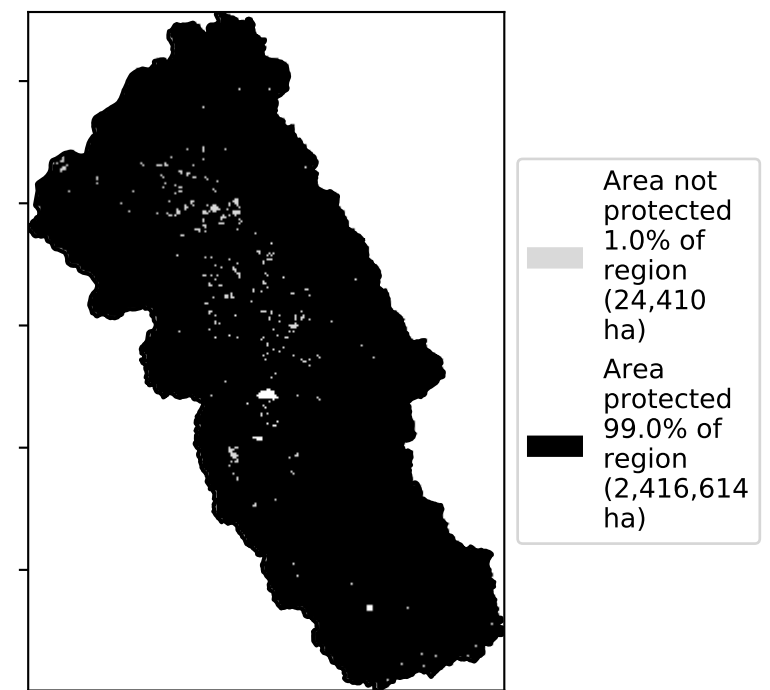 Area not
protected
1.0% of
region
(24,410
ha)
Area
protected
99.0% of
region
(2,416,614
ha)